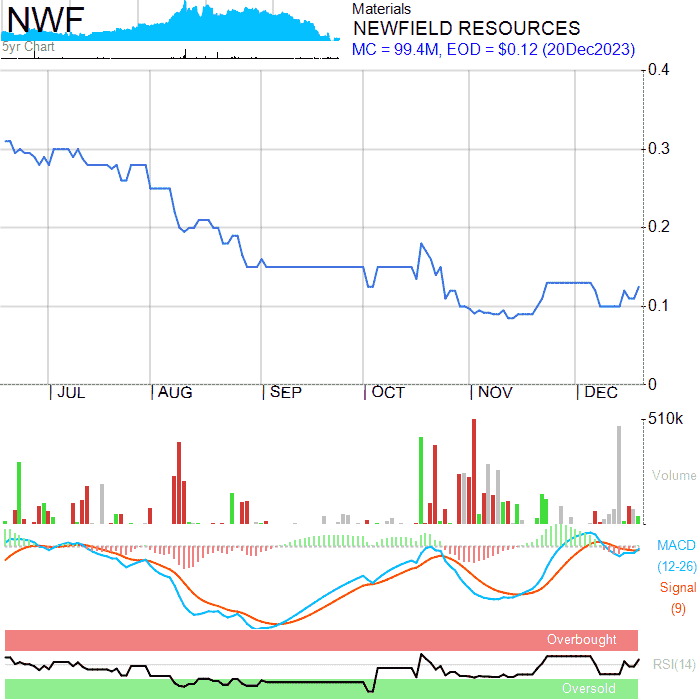 NWF
5yr Chart
Materials
NEWFIELD RESOURCES
MC = 99.4M, EOD = $0.12 (20Dec2023)
0.4
0.3
0.2
0.1
0
JUL AUG SEP OCT NOV DEC
510k
Volume
MACD
(12-26)
Signal
(9)
Overbought
RSI(14)
Oversold